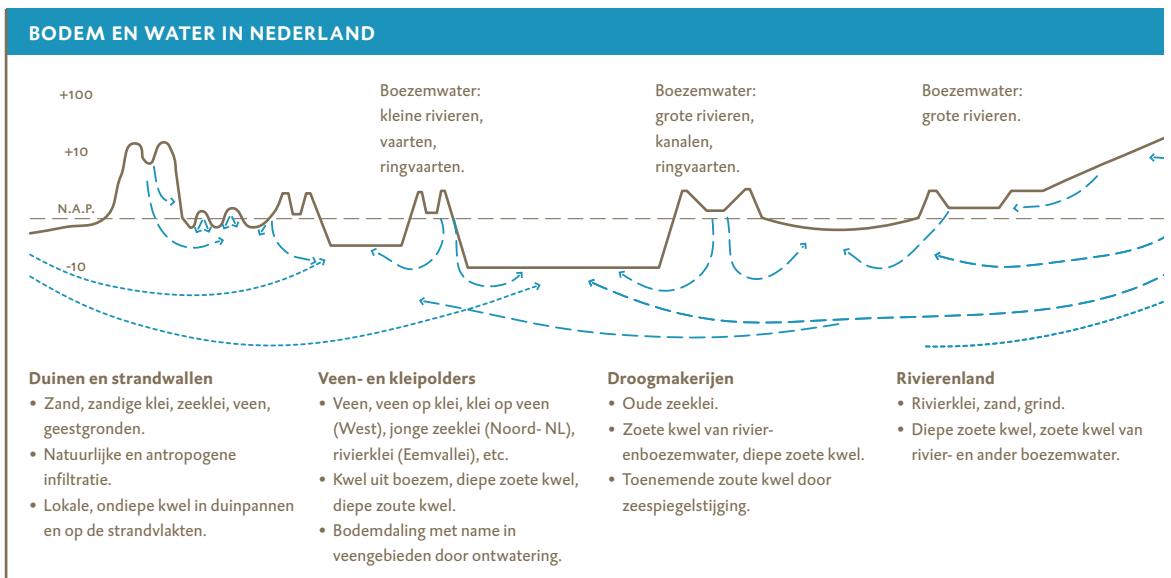 BODEM EN WATER IN NEDERLAND
+100
+10
N.A.P.
-10
Boezemwater:
kleine rivieren,
vaarten,
ringvaarten.
Boezemwater:
grote rivieren,
kanalen,
ringvaarten.
Boezemwater:
grote rivieren.
Duinen en strandwallen
• Zand, zandige klei, zeeklei, veen,
geestgronden.
• Natuurlijke en antropogene
infiltratie.
• Lokale, ondiepe kwel in duinpannen
en op de strandvlakten.
Veen- en kleipolders
• Veen, veen op klei, klei op veen
(West), jonge zeeklei (Noord- NL),
rivierklei (Eemvallei), etc.
• Kwel uit boezem, diepe zoete kwel,
diepe zoute kwel.
• Bodemdaling met name in
veengebieden door ontwatering.
Droogmakerijen
• Oude zeeklei.
• Zoete kwel van rivier-
enboezemwater, diepe zoete kwel.
• Toenemende zoute kwel door
zeespiegelstijging.
Rivierenland
• Rivierklei, zand, grind.
• Diepe zoete kwel, zoete kwel van
rivier- en ander boezemwater.